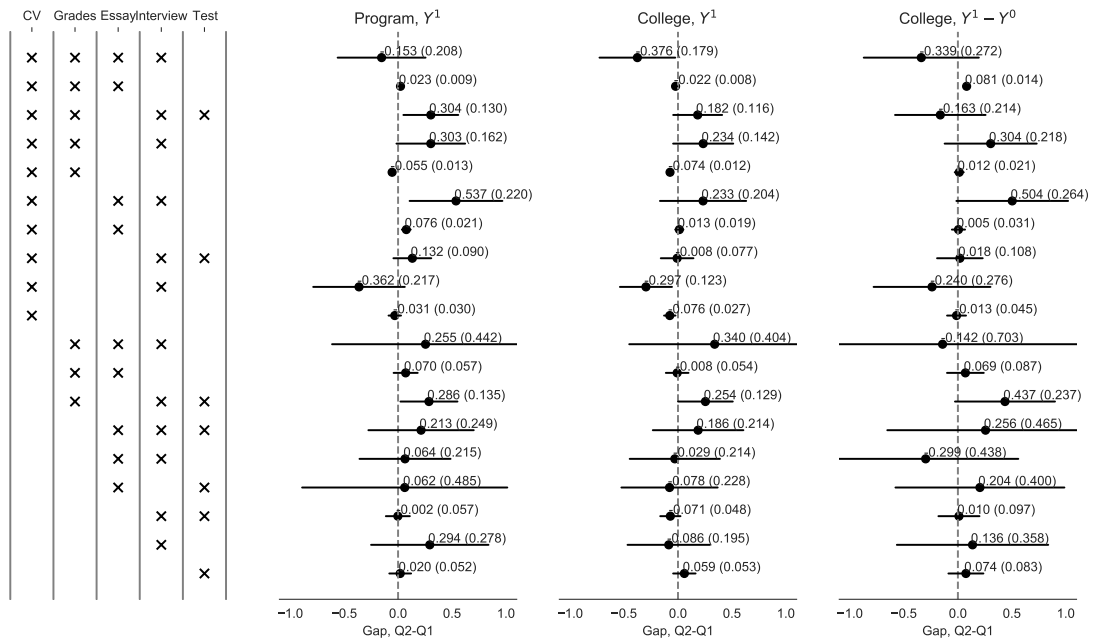 CV Grades Essay Interview Test
Program, Y¹ College, Y¹ College, Y¹ − Y⁰
-0.153 (0.208) -0.376 (0.179) -0.339 (0.272)
0.023 (0.009) -0.022 (0.008) 0.081 (0.014)
0.304 (0.130) 0.182 (0.116) -0.163 (0.214)
0.303 (0.162) 0.234 (0.142) 0.304 (0.218)
-0.055 (0.013) -0.074 (0.012) 0.012 (0.021)
0.537 (0.220) 0.233 (0.204) 0.504 (0.264)
0.076 (0.021) 0.013 (0.019) 0.005 (0.031)
0.132 (0.090) -0.008 (0.077) 0.018 (0.108)
-0.362 (0.217) -0.297 (0.123) -0.240 (0.276)
-0.031 (0.030) -0.076 (0.027) -0.013 (0.045)
0.255 (0.442) 0.340 (0.404) -0.142 (0.703)
0.070 (0.057) -0.008 (0.054) 0.069 (0.087)
0.286 (0.135) 0.254 (0.129) 0.437 (0.237)
0.213 (0.249) 0.186 (0.214) 0.256 (0.465)
0.064 (0.215) -0.029 (0.214) -0.299 (0.438)
0.062 (0.485) -0.078 (0.228) 0.204 (0.400)
-0.002 (0.057) -0.071 (0.048) 0.010 (0.097)
0.294 (0.278) -0.086 (0.195) 0.136 (0.358)
0.020 (0.052) 0.059 (0.053) 0.074 (0.083)
−1.0 −0.5 0.0 0.5 1.0 −1.0 −0.5 0.0 0.5 1.0 −1.0 −0.5 0.0 0.5 1.0
Gap, Q2-Q1 Gap, Q2-Q1 Gap, Q2-Q1